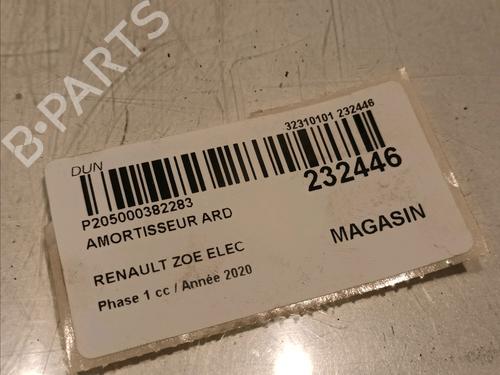 B-PARTS
DUN
32310101 232446
P205000382283
232446
AMORTISSEUR ARD
MAGASIN
RENAULT ZOE ELEC
Phase 1 cc / Année 2020